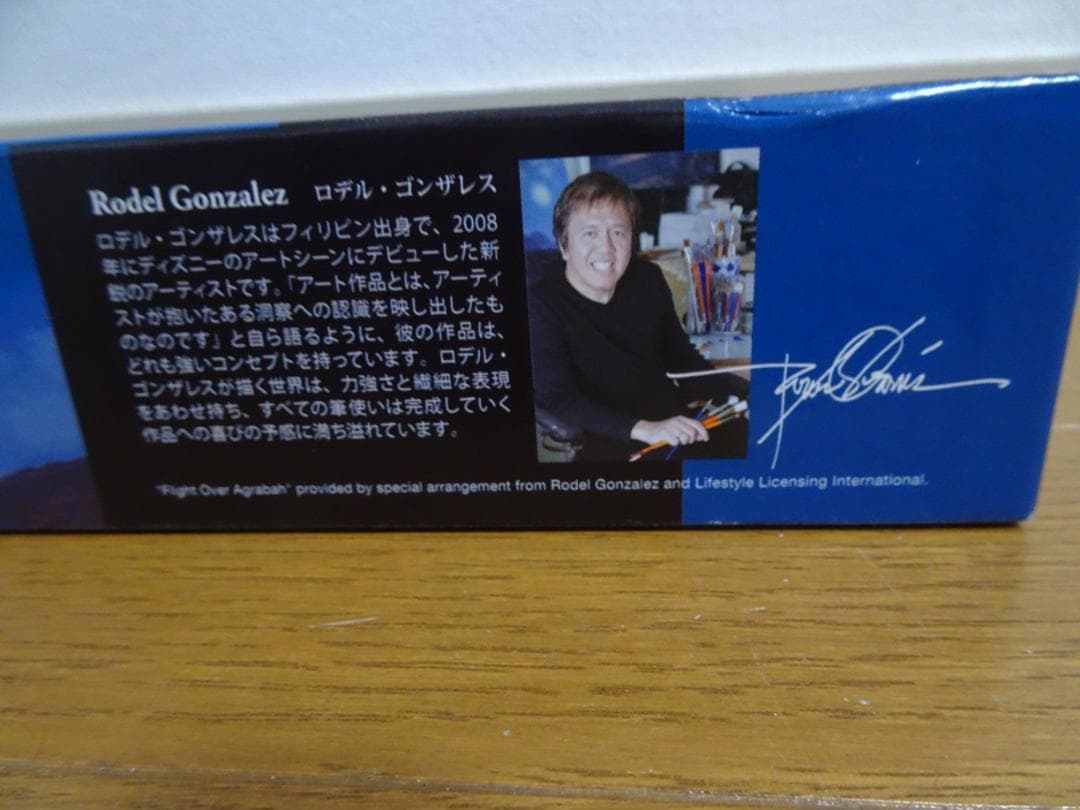 Rodel Gonzalez ロデル・ゴンザレス
ロデル・ゴンザレスはフィリピン出身で、2008
年にディズニーのアートシーンにデビューした新
鋭のアーティストです。「アート作品とは、アーティ
ストが抱いたある洞察への認識を映し出したも
のなのです」と自ら語るように、彼の作品は、
どれも強いコンセプトを持っています。ロデル・
ゴンザレスが描く世界は、力強さと繊細な表現
をあわせ持ち、すべての筆使いは完成していく
作品への喜びの予感に満ち溢れています。
"Flight Over Agrabah" provided by special arrangement from Rodel Gonzalez and Lifestyle Licensing International.